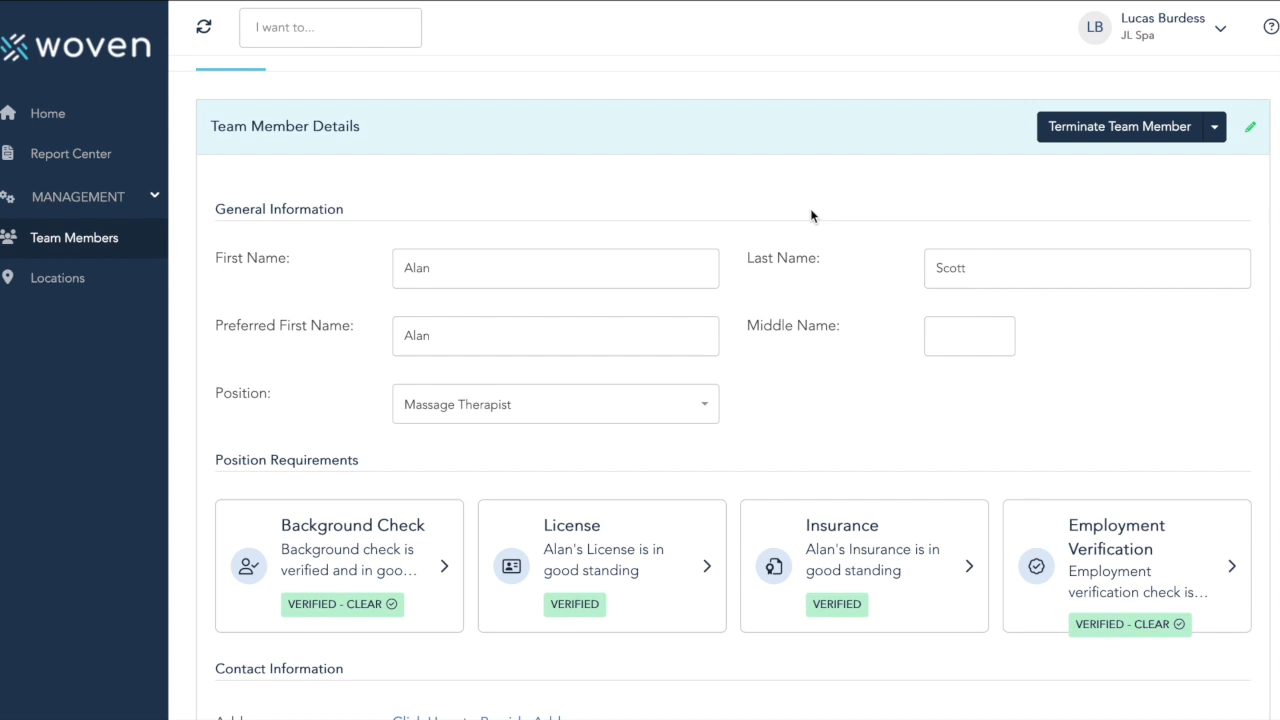 woven
I want to...
LB
Lucas Burdess
JL Spa
Home
Report Center
MANAGEMENT
Team Members
Locations
Team Member Details
Terminate Team Member
General Information
First Name:
Alan
Last Name:
Scott
Preferred First Name:
Alan
Middle Name:
Position:
Massage Therapist
Position Requirements
Background Check
Background check is
verified and in goo...
VERIFIED - CLEAR
License
Alan's License is in
good standing
VERIFIED
Insurance
Alan's Insurance is in
good standing
VERIFIED
Employment
Verification
Employment
verification check is...
VERIFIED - CLEAR
Contact Information